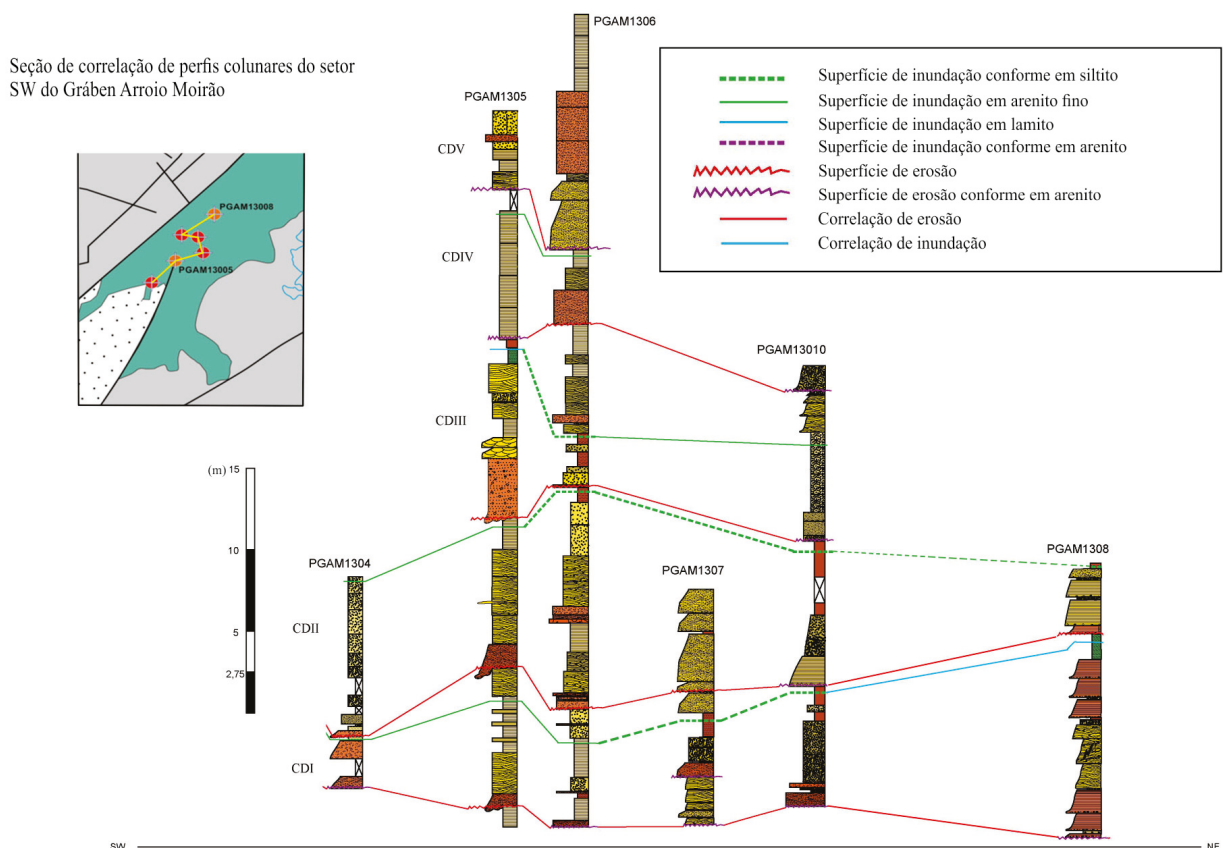 Seção de correlação de perfis colunares do setor
SW do Gráben Arroio Moirão
PGAM13008
PGAM13005
PGAM1306
PGAM1305
CDV
CDIV
CDIII
Superfície de inundação conforme em siltito
Superfície de inundação em arenito fino
Superfície de inundação em lamito
Superfície de inundação conforme em arenito
Superfície de erosão
Superfície de erosão conforme em arenito
Correlação de erosão
Correlação de inundação
PGAM13010
(m) 15
10
5
2,75
PGAM1304
CDII
CDI
PGAM1307
PGAM1308
SW
NE